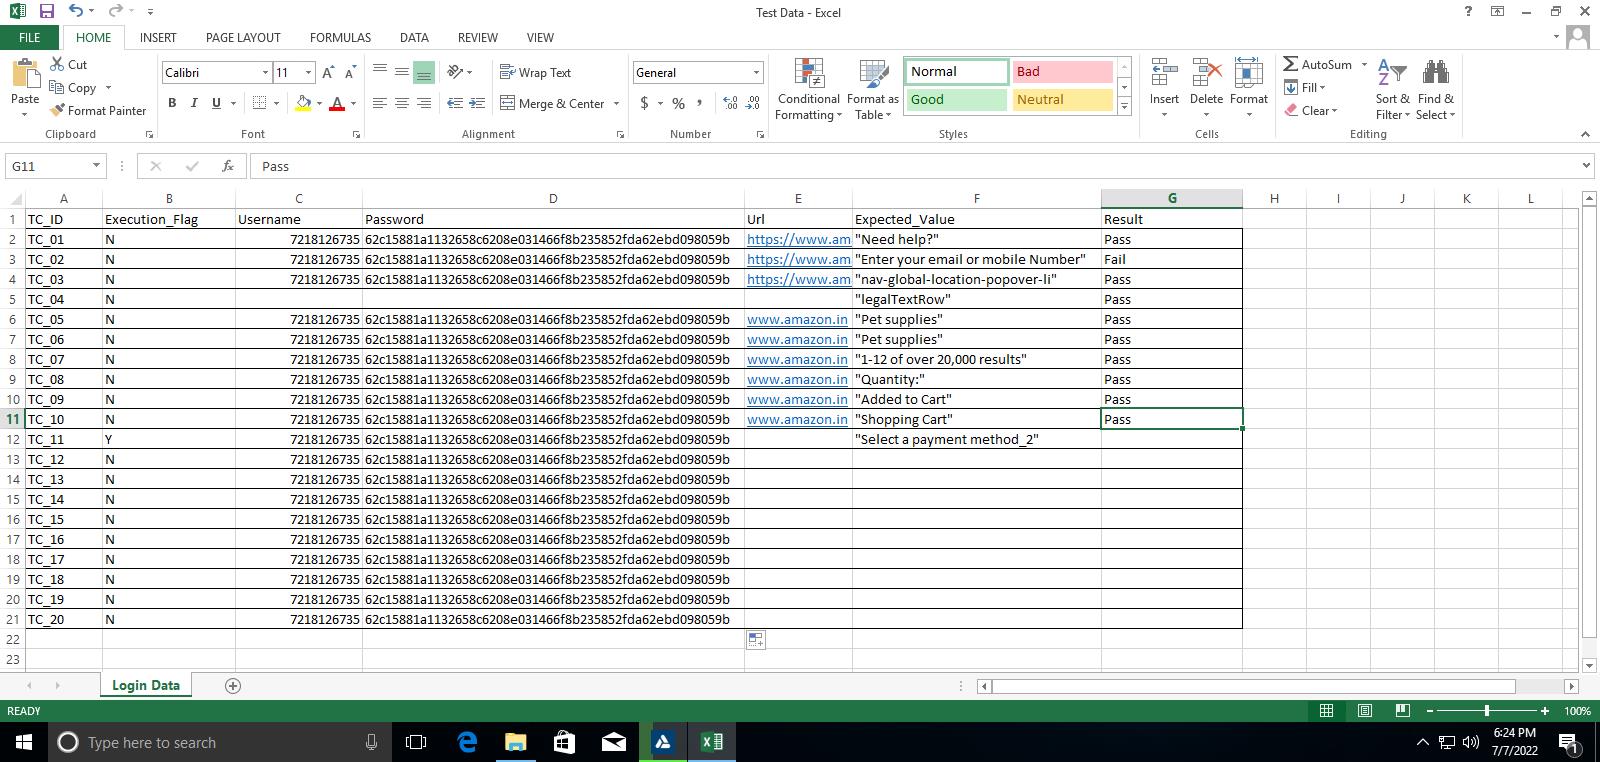 Test Data - Excel
FILE HOME INSERT PAGE LAYOUT FORMULAS DATA REVIEW VIEW
Paste
Cut
Copy
Format Painter
Clipboard
Calibri 11
B I U
Font
Wrap Text
Merge & Center
Alignment
General
$ % ,
Number
Conditional Formatting
Format as Table
Normal Bad
Good Neutral
Styles
Insert Delete Format
Cells
AutoSum
Fill
Clear
Sort & Filter
Find & Select
Editing
G11 fx Pass
A B C D E F G H I J K L
1 TC_ID Execution_Flag Username Password Url Expected_Value Result
2 TC_01 N 7218126735 62c15881a1132658c6208e031466f8b235852fda62ebd098059b https://www.am "Need help?" Pass
3 TC_02 N 7218126735 62c15881a1132658c6208e031466f8b235852fda62ebd098059b https://www.am "Enter your email or mobile Number" Fail
4 TC_03 N 7218126735 62c15881a1132658c6208e031466f8b235852fda62ebd098059b https://www.am "nav-global-location-popover-li" Pass
5 TC_04 N "legalTextRow" Pass
6 TC_05 N 7218126735 62c15881a1132658c6208e031466f8b235852fda62ebd098059b www.amazon.in "Pet supplies" Pass
7 TC_06 N 7218126735 62c15881a1132658c6208e031466f8b235852fda62ebd098059b www.amazon.in "Pet supplies" Pass
8 TC_07 N 7218126735 62c15881a1132658c6208e031466f8b235852fda62ebd098059b www.amazon.in "1-12 of over 20,000 results" Pass
9 TC_08 N 7218126735 62c15881a1132658c6208e031466f8b235852fda62ebd098059b www.amazon.in "Quantity:" Pass
10 TC_09 N 7218126735 62c15881a1132658c6208e031466f8b235852fda62ebd098059b www.amazon.in "Added to Cart" Pass
11 TC_10 N 7218126735 62c15881a1132658c6208e031466f8b235852fda62ebd098059b www.amazon.in "Shopping Cart" Pass
12 TC_11 Y 7218126735 62c15881a1132658c6208e031466f8b235852fda62ebd098059b "Select a payment method_2"
13 TC_12 N 7218126735 62c15881a1132658c6208e031466f8b235852fda62ebd098059b
14 TC_13 N 7218126735 62c15881a1132658c6208e031466f8b235852fda62ebd098059b
15 TC_14 N 7218126735 62c15881a1132658c6208e031466f8b235852fda62ebd098059b
16 TC_15 N 7218126735 62c15881a1132658c6208e031466f8b235852fda62ebd098059b
17 TC_16 N 7218126735 62c15881a1132658c6208e031466f8b235852fda62ebd098059b
18 TC_17 N 7218126735 62c15881a1132658c6208e031466f8b235852fda62ebd098059b
19 TC_18 N 7218126735 62c15881a1132658c6208e031466f8b235852fda62ebd098059b
20 TC_19 N 7218126735 62c15881a1132658c6208e031466f8b235852fda62ebd098059b
21 TC_20 N 7218126735 62c15881a1132658c6208e031466f8b235852fda62ebd098059b
22
23
Login Data
READY 100%
Type here to search
6:24 PM
7/7/2022
1